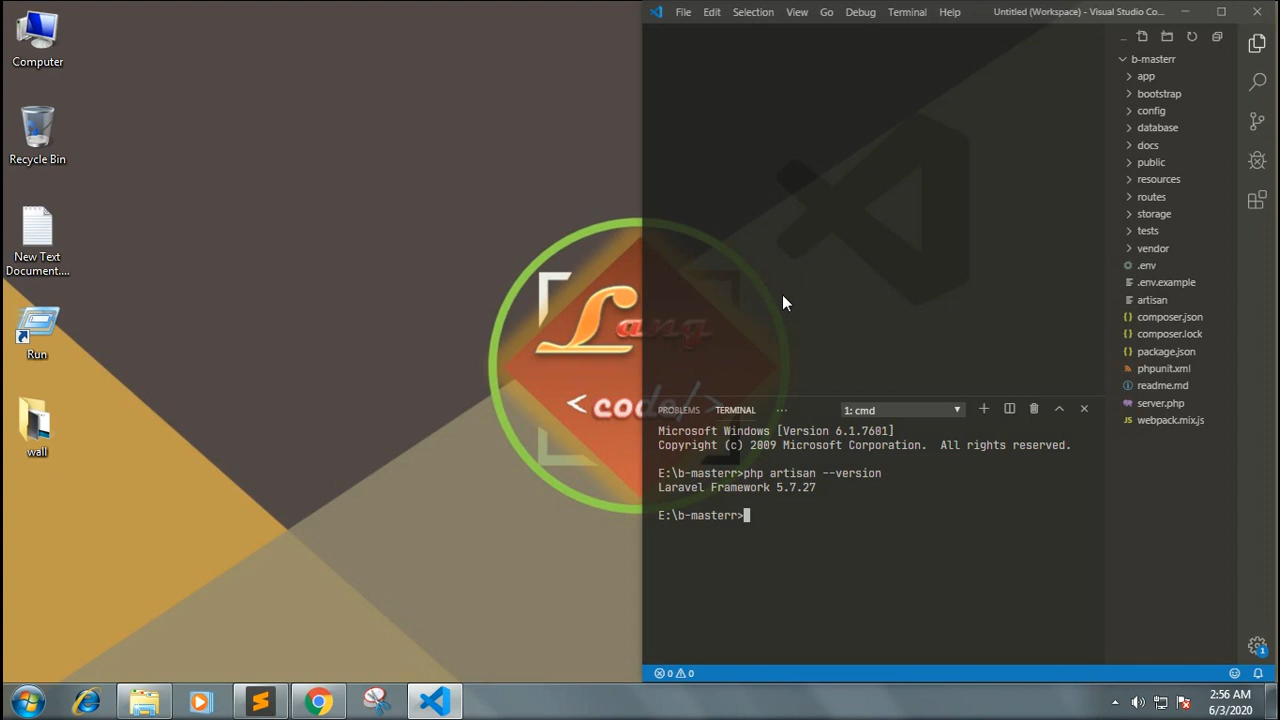 Computer
Recycle Bin
New Text
Document....
Run
wall
Lang
<code/>
File Edit Selection View Go Debug Terminal Help Untitled (Workspace) - Visual Studio Co...
b-masterr
app
bootstrap
config
database
docs
public
resources
routes
storage
tests
vendor
.env
.env.example
artisan
composer.json
composer.lock
package.json
phpunit.xml
readme.md
server.php
webpack.mix.js
PROBLEMS TERMINAL ... 1: cmd
Microsoft Windows [Version 6.1.7601]
Copyright (c) 2009 Microsoft Corporation. All rights reserved.
E:\b-masterr>php artisan --version
Laravel Framework 5.7.27
E:\b-masterr>
0 0
1
2:56 AM
6/3/2020